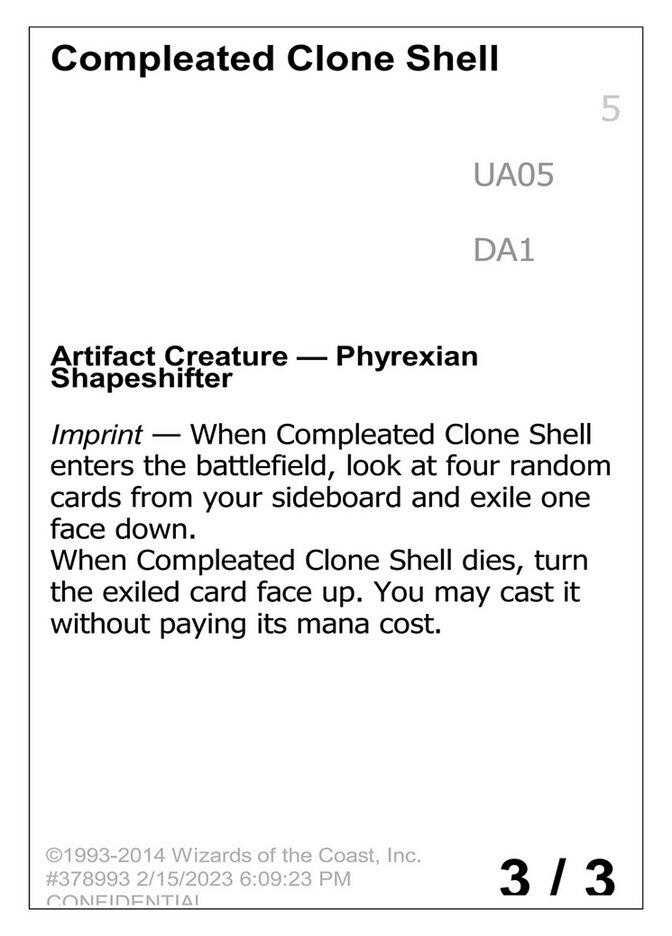 Compleated Clone Shell
5
UA05
DA1
Artifact Creature — Phyrexian
Shapeshifter
Imprint — When Compleated Clone Shell
enters the battlefield, look at four random
cards from your sideboard and exile one
face down.
When Compleated Clone Shell dies, turn
the exiled card face up. You may cast it
without paying its mana cost.
©1993-2014 Wizards of the Coast, Inc.
#378993 2/15/2023 6:09:23 PM
CONFIDENTIAL
3 / 3